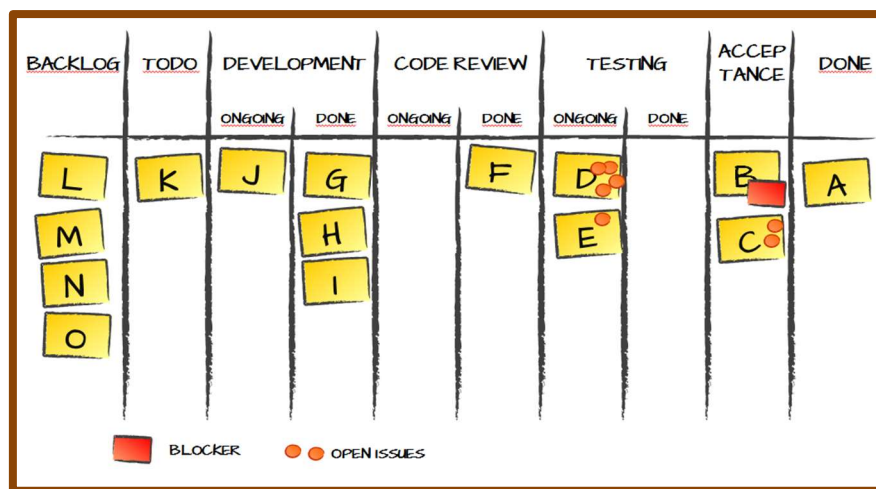 BACKLOG TODO DEVELOPMENT CODE REVIEW TESTING ACCEP
TANCE DONE
ONGOING DONE ONGOING DONE ONGOING DONE
L K J G F D B A
M H E C
N I
O
BLOCKER OPEN ISSUES